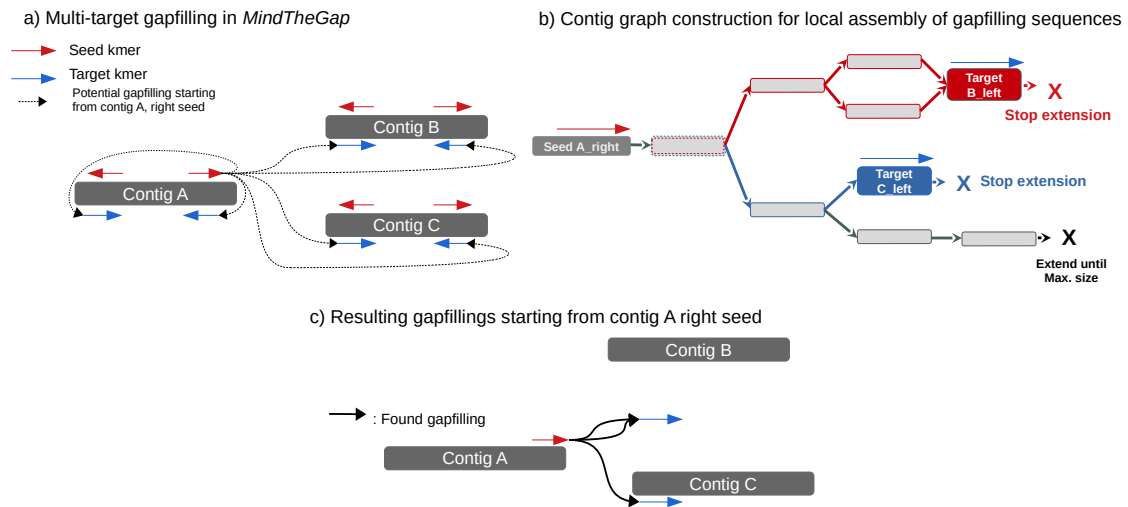 a) Multi-target gapfilling in MindTheGap
Seed kmer
Target kmer
Potential gapfilling starting
from contig A, right seed
Contig B
Contig A
Contig C
b) Contig graph construction for local assembly of gapfilling sequences
Target
B_left
X
Stop extension
Seed A_right
Target
C_left
X Stop extension
X
Extend until
Max. size
c) Resulting gapfillings starting from contig A right seed
Contig B
: Found gapfilling
Contig A
Contig C